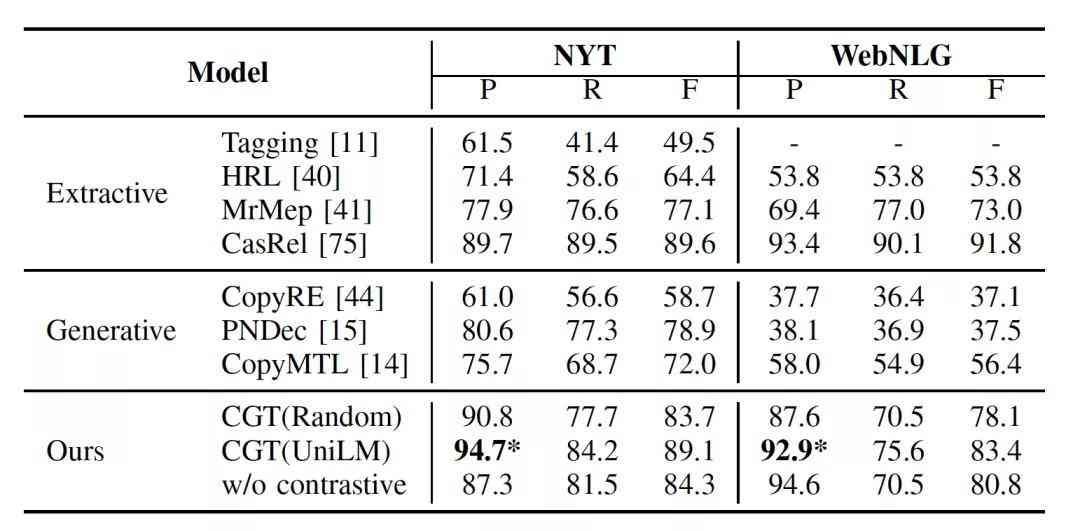 Model NYT WebNLG
P R F P R F
Tagging [11] 61.5 41.4 49.5 - - -
HRL [40] 71.4 58.6 64.4 53.8 53.8 53.8
Extractive
MrMep [41] 77.9 76.6 77.1 69.4 77.0 73.0
CasRel [75] 89.7 89.5 89.6 93.4 90.1 91.8
CopyRE [44] 61.0 56.6 58.7 37.7 36.4 37.1
Generative PNDec [15] 80.6 77.3 78.9 38.1 36.9 37.5
CopyMTL [14] 75.7 68.7 72.0 58.0 54.9 56.4
CGT(Random) 90.8 77.7 83.7 87.6 70.5 78.1
Ours CGT(UniLM) 94.7* 84.2 89.1 92.9* 75.6 83.4
w/o contrastive 87.3 81.5 84.3 94.6 70.5 80.8